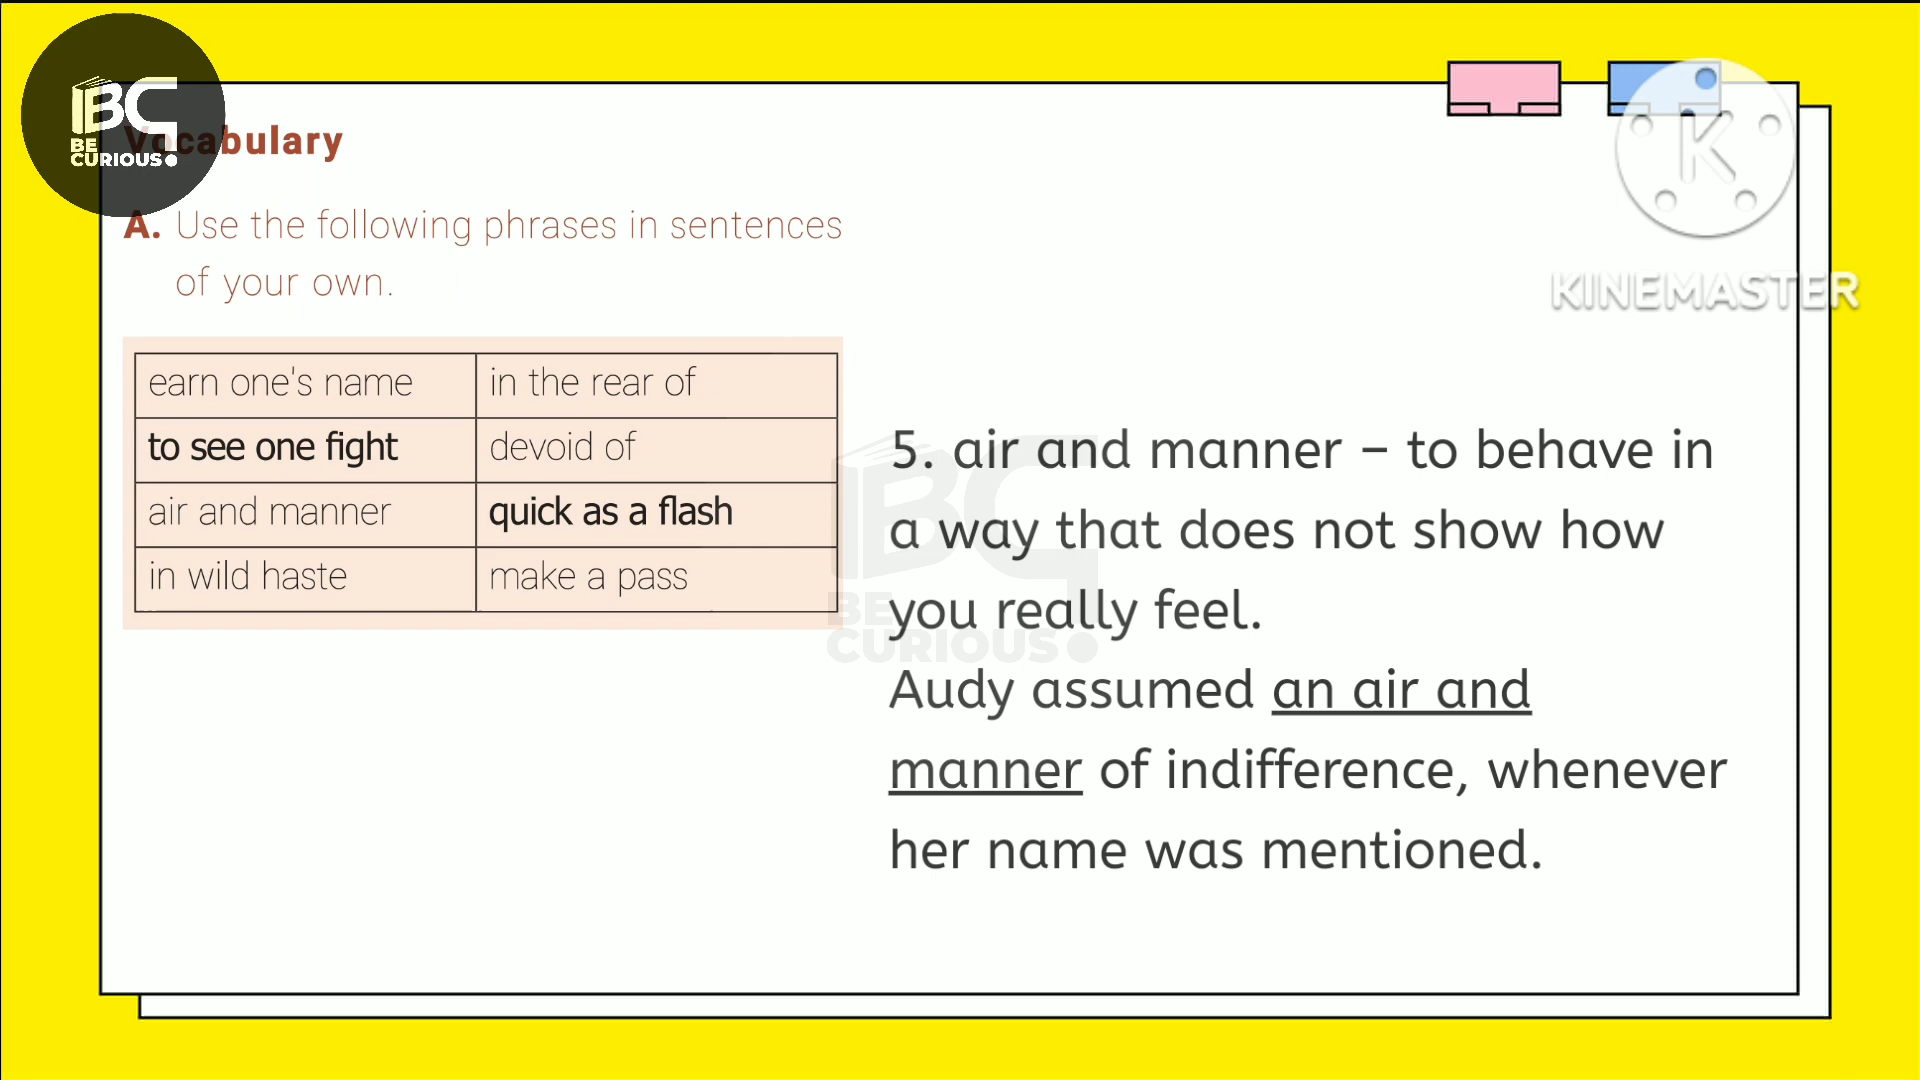 BC
BE
CURIOUS.
Vocabulary
A. Use the following phrases in sentences
of your own.
earn one's name in the rear of
to see one fight devoid of
air and manner quick as a flash
in wild haste make a pass
5. air and manner – to behave in
a way that does not show how
you really feel.
Audy assumed an air and
manner of indifference, whenever
her name was mentioned.
BC
BE
CURIOUS.
K
KINEMASTER